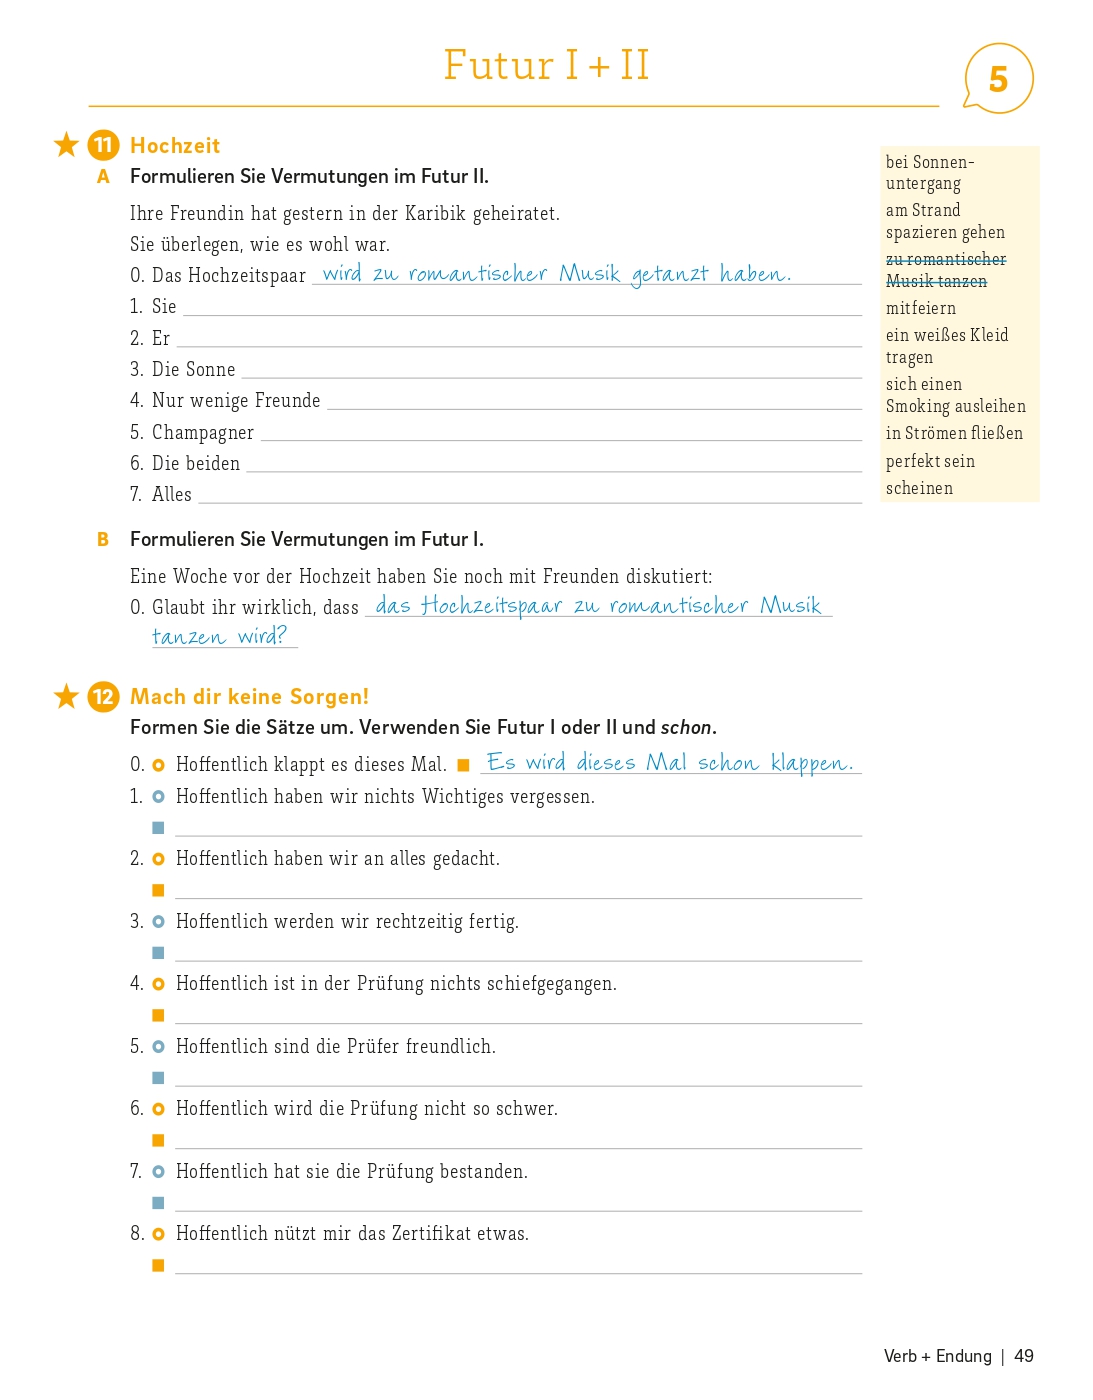 Futur I + II
5
11 Hochzeit
A Formulieren Sie Vermutungen im Futur II.
Ihre Freundin hat gestern in der Karibik geheiratet.
Sie überlegen, wie es wohl war.
0. Das Hochzeitspaar wird zu romantischer Musik getanzt haben.
1. Sie
2. Er
3. Die Sonne
4. Nur wenige Freunde
5. Champagner
6. Die beiden
7. Alles
bei Sonnen-
untergang
am Strand
spazieren gehen
zu romantischer
Musik tanzen
mitfeiern
ein weißes Kleid
tragen
sich einen
Smoking ausleihen
in Strömen fließen
perfekt sein
scheinen
B Formulieren Sie Vermutungen im Futur I.
Eine Woche vor der Hochzeit haben Sie noch mit Freunden diskutiert:
0. Glaubt ihr wirklich, dass das Hochzeitspaar zu romantischer Musik
tanzen wird?
12 Mach dir keine Sorgen!
Formen Sie die Sätze um. Verwenden Sie Futur I oder II und schon.
0. Hoffentlich klappt es dieses Mal. Es wird dieses Mal schon klappen.
1. Hoffentlich haben wir nichts Wichtiges vergessen.
2. Hoffentlich haben wir an alles gedacht.
3. Hoffentlich werden wir rechtzeitig fertig.
4. Hoffentlich ist in der Prüfung nichts schiefgegangen.
5. Hoffentlich sind die Prüfer freundlich.
6. Hoffentlich wird die Prüfung nicht so schwer.
7. Hoffentlich hat sie die Prüfung bestanden.
8. Hoffentlich nützt mir das Zertifikat etwas.
Verb + Endung | 49